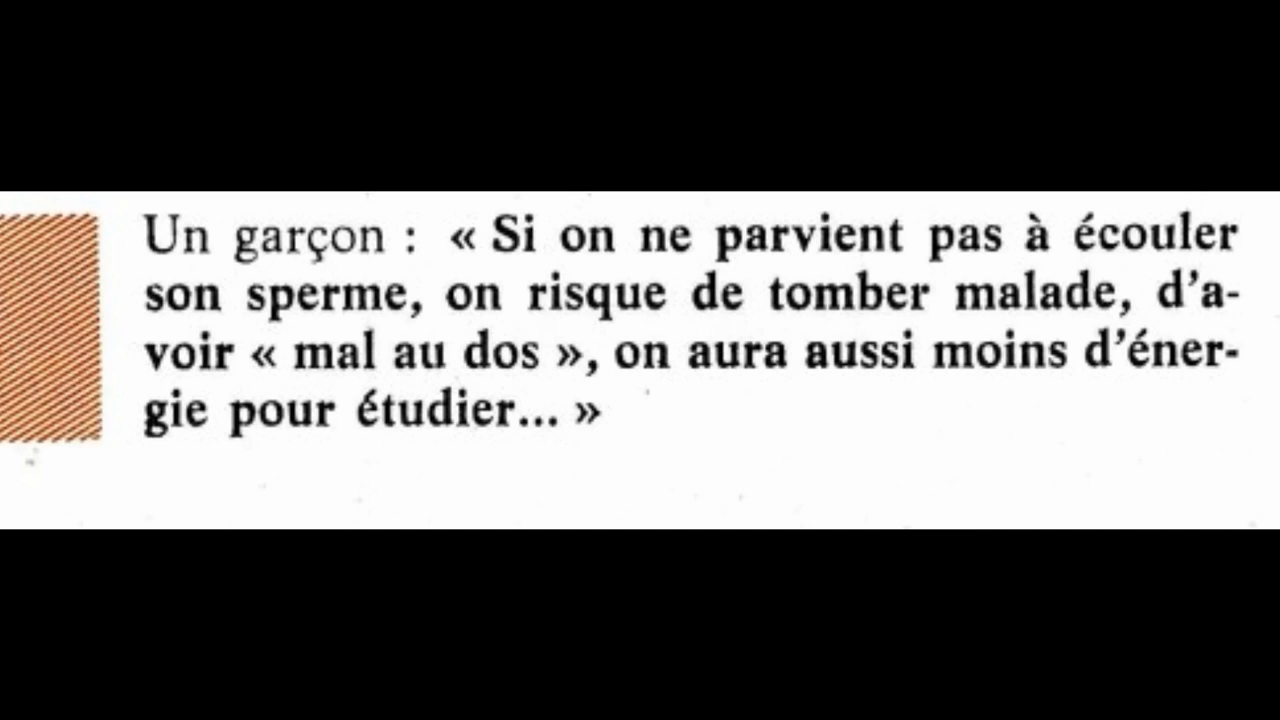 Un garçon : « Si on ne parvient pas à écouler
son sperme, on risque de tomber malade, d'a-
voir « mal au dos », on aura aussi moins d'éner-
gie pour étudier... »